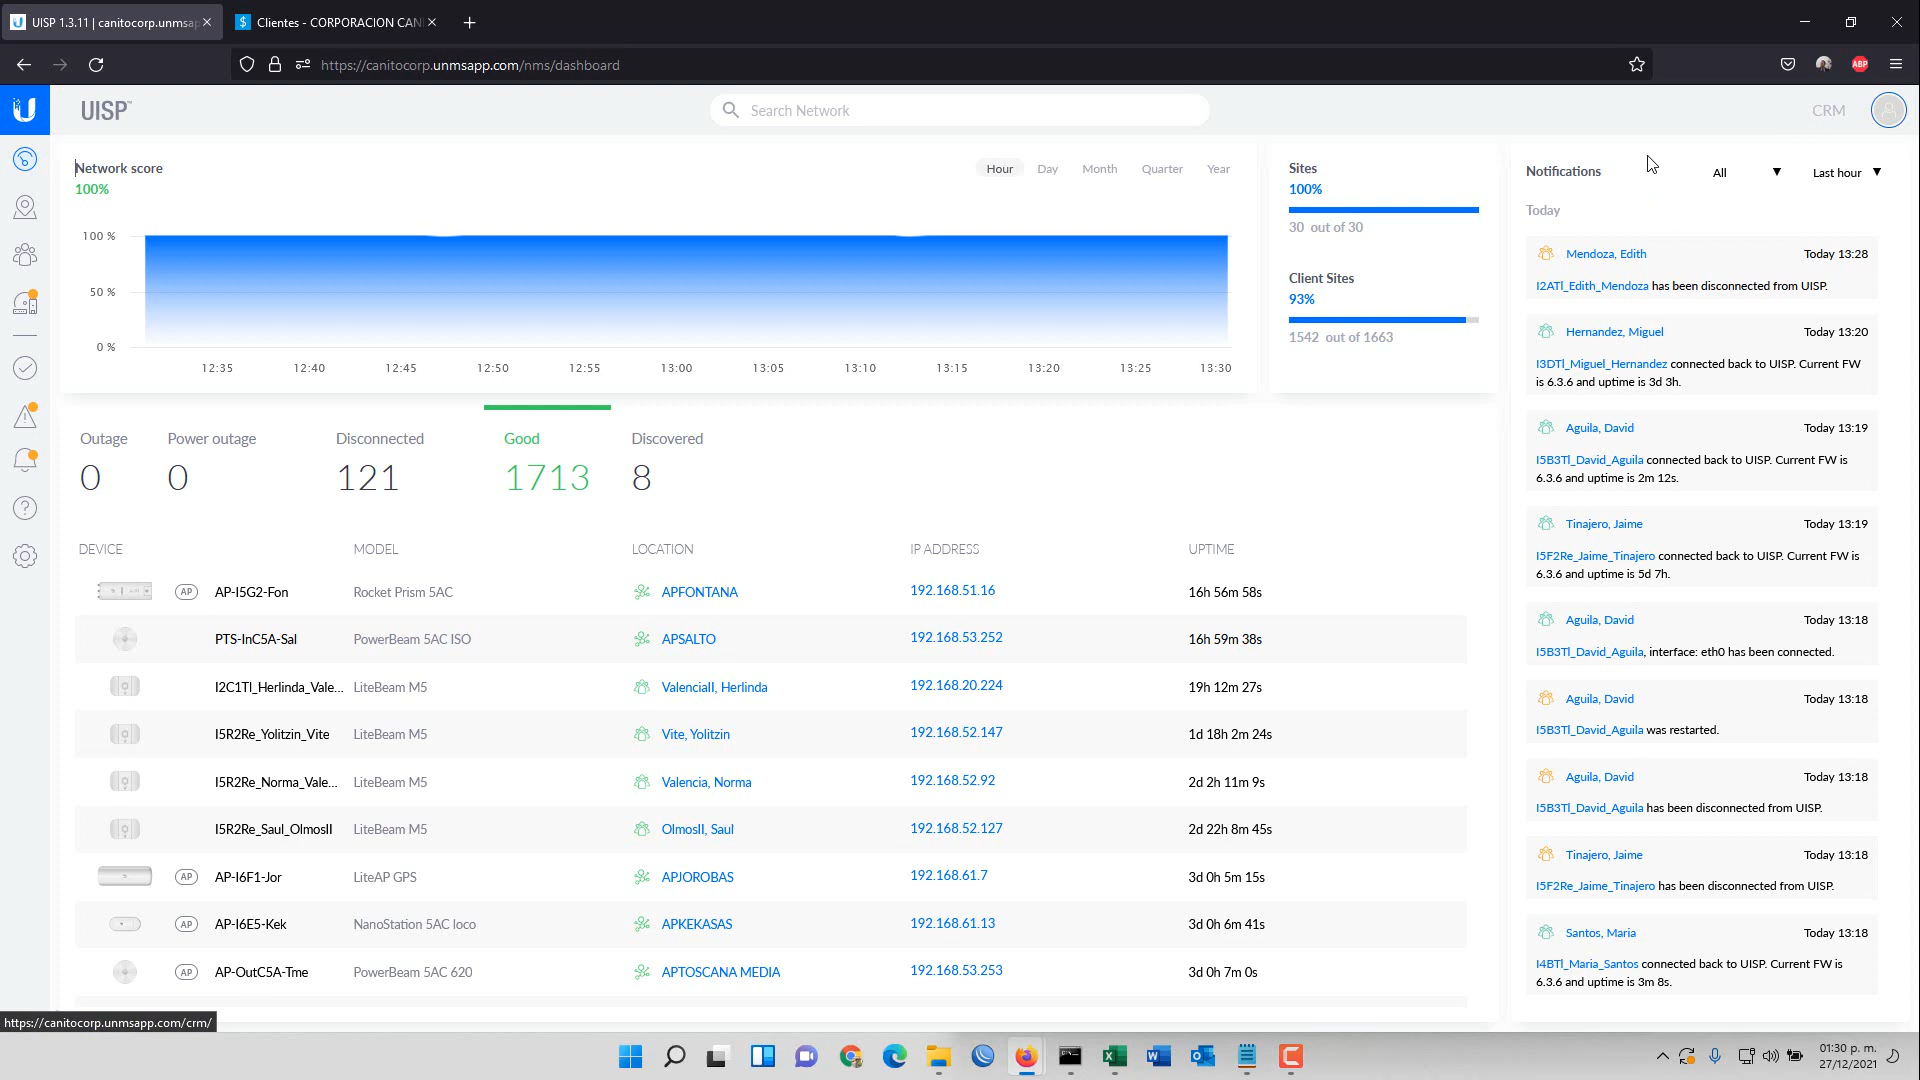 UISP 1.3.11 | canitocorp.unmsap
Clientes - CORPORACION CAN
https://canitocorp.unmsapp.com/nms/dashboard
ABP
UISP
Search Network
CRM
Network score
100%
Hour Day Month Quarter Year
100 %
50 %
0 %
12:35 12:40 12:45 12:50 12:55 13:00 13:05 13:10 13:15 13:20 13:25 13:30
Sites
100%
30 out of 30
Client Sites
93%
1542 out of 1663
Outage Power outage Disconnected Good Discovered
0 0 121 1713 8
DEVICE MODEL LOCATION IP ADDRESS UPTIME
AP AP-I5G2-Fon Rocket Prism 5AC APFONTANA 192.168.51.16 16h 56m 58s
PTS-InC5A-Sal PowerBeam 5AC ISO APSALTO 192.168.53.252 16h 59m 38s
I2C1Tl_Herlinda_Vale... LiteBeam M5 ValenciaII, Herlinda 192.168.20.224 19h 12m 27s
I5R2Re_Yolitzin_Vite LiteBeam M5 Vite, Yolitzin 192.168.52.147 1d 18h 2m 24s
I5R2Re_Norma_Vale... LiteBeam M5 Valencia, Norma 192.168.52.92 2d 2h 11m 9s
I5R2Re_Saul_OlmosII LiteBeam M5 OlmosII, Saul 192.168.52.127 2d 22h 8m 45s
AP AP-I6F1-Jor LiteAP GPS APJOROBAS 192.168.61.7 3d 0h 5m 15s
AP AP-I6E5-Kek NanoStation 5AC loco APKEKASAS 192.168.61.13 3d 0h 6m 41s
AP AP-OutC5A-Tme PowerBeam 5AC 620 APTOSCANA MEDIA 192.168.53.253 3d 0h 7m 0s
Notifications All Last hour
Today
Mendoza, Edith Today 13:28
I2ATl_Edith_Mendoza has been disconnected from UISP.
Hernandez, Miguel Today 13:20
I3DTl_Miguel_Hernandez connected back to UISP. Current FW
is 6.3.6 and uptime is 3d 3h.
Aguila, David Today 13:19
I5B3Tl_David_Aguila connected back to UISP. Current FW is
6.3.6 and uptime is 2m 12s.
Tinajero, Jaime Today 13:19
I5F2Re_Jaime_Tinajero connected back to UISP. Current FW is
6.3.6 and uptime is 5d 7h.
Aguila, David Today 13:18
I5B3Tl_David_Aguila, interface: eth0 has been connected.
Aguila, David Today 13:18
I5B3Tl_David_Aguila was restarted.
Aguila, David Today 13:18
I5B3Tl_David_Aguila has been disconnected from UISP.
Tinajero, Jaime Today 13:18
I5F2Re_Jaime_Tinajero has been disconnected from UISP.
Santos, Maria Today 13:18
I4BTl_Maria_Santos connected back to UISP. Current FW is
6.3.6 and uptime is 3m 8s.
https://canitocorp.unmsapp.com/crm/
01:30 p. m.
27/12/2021